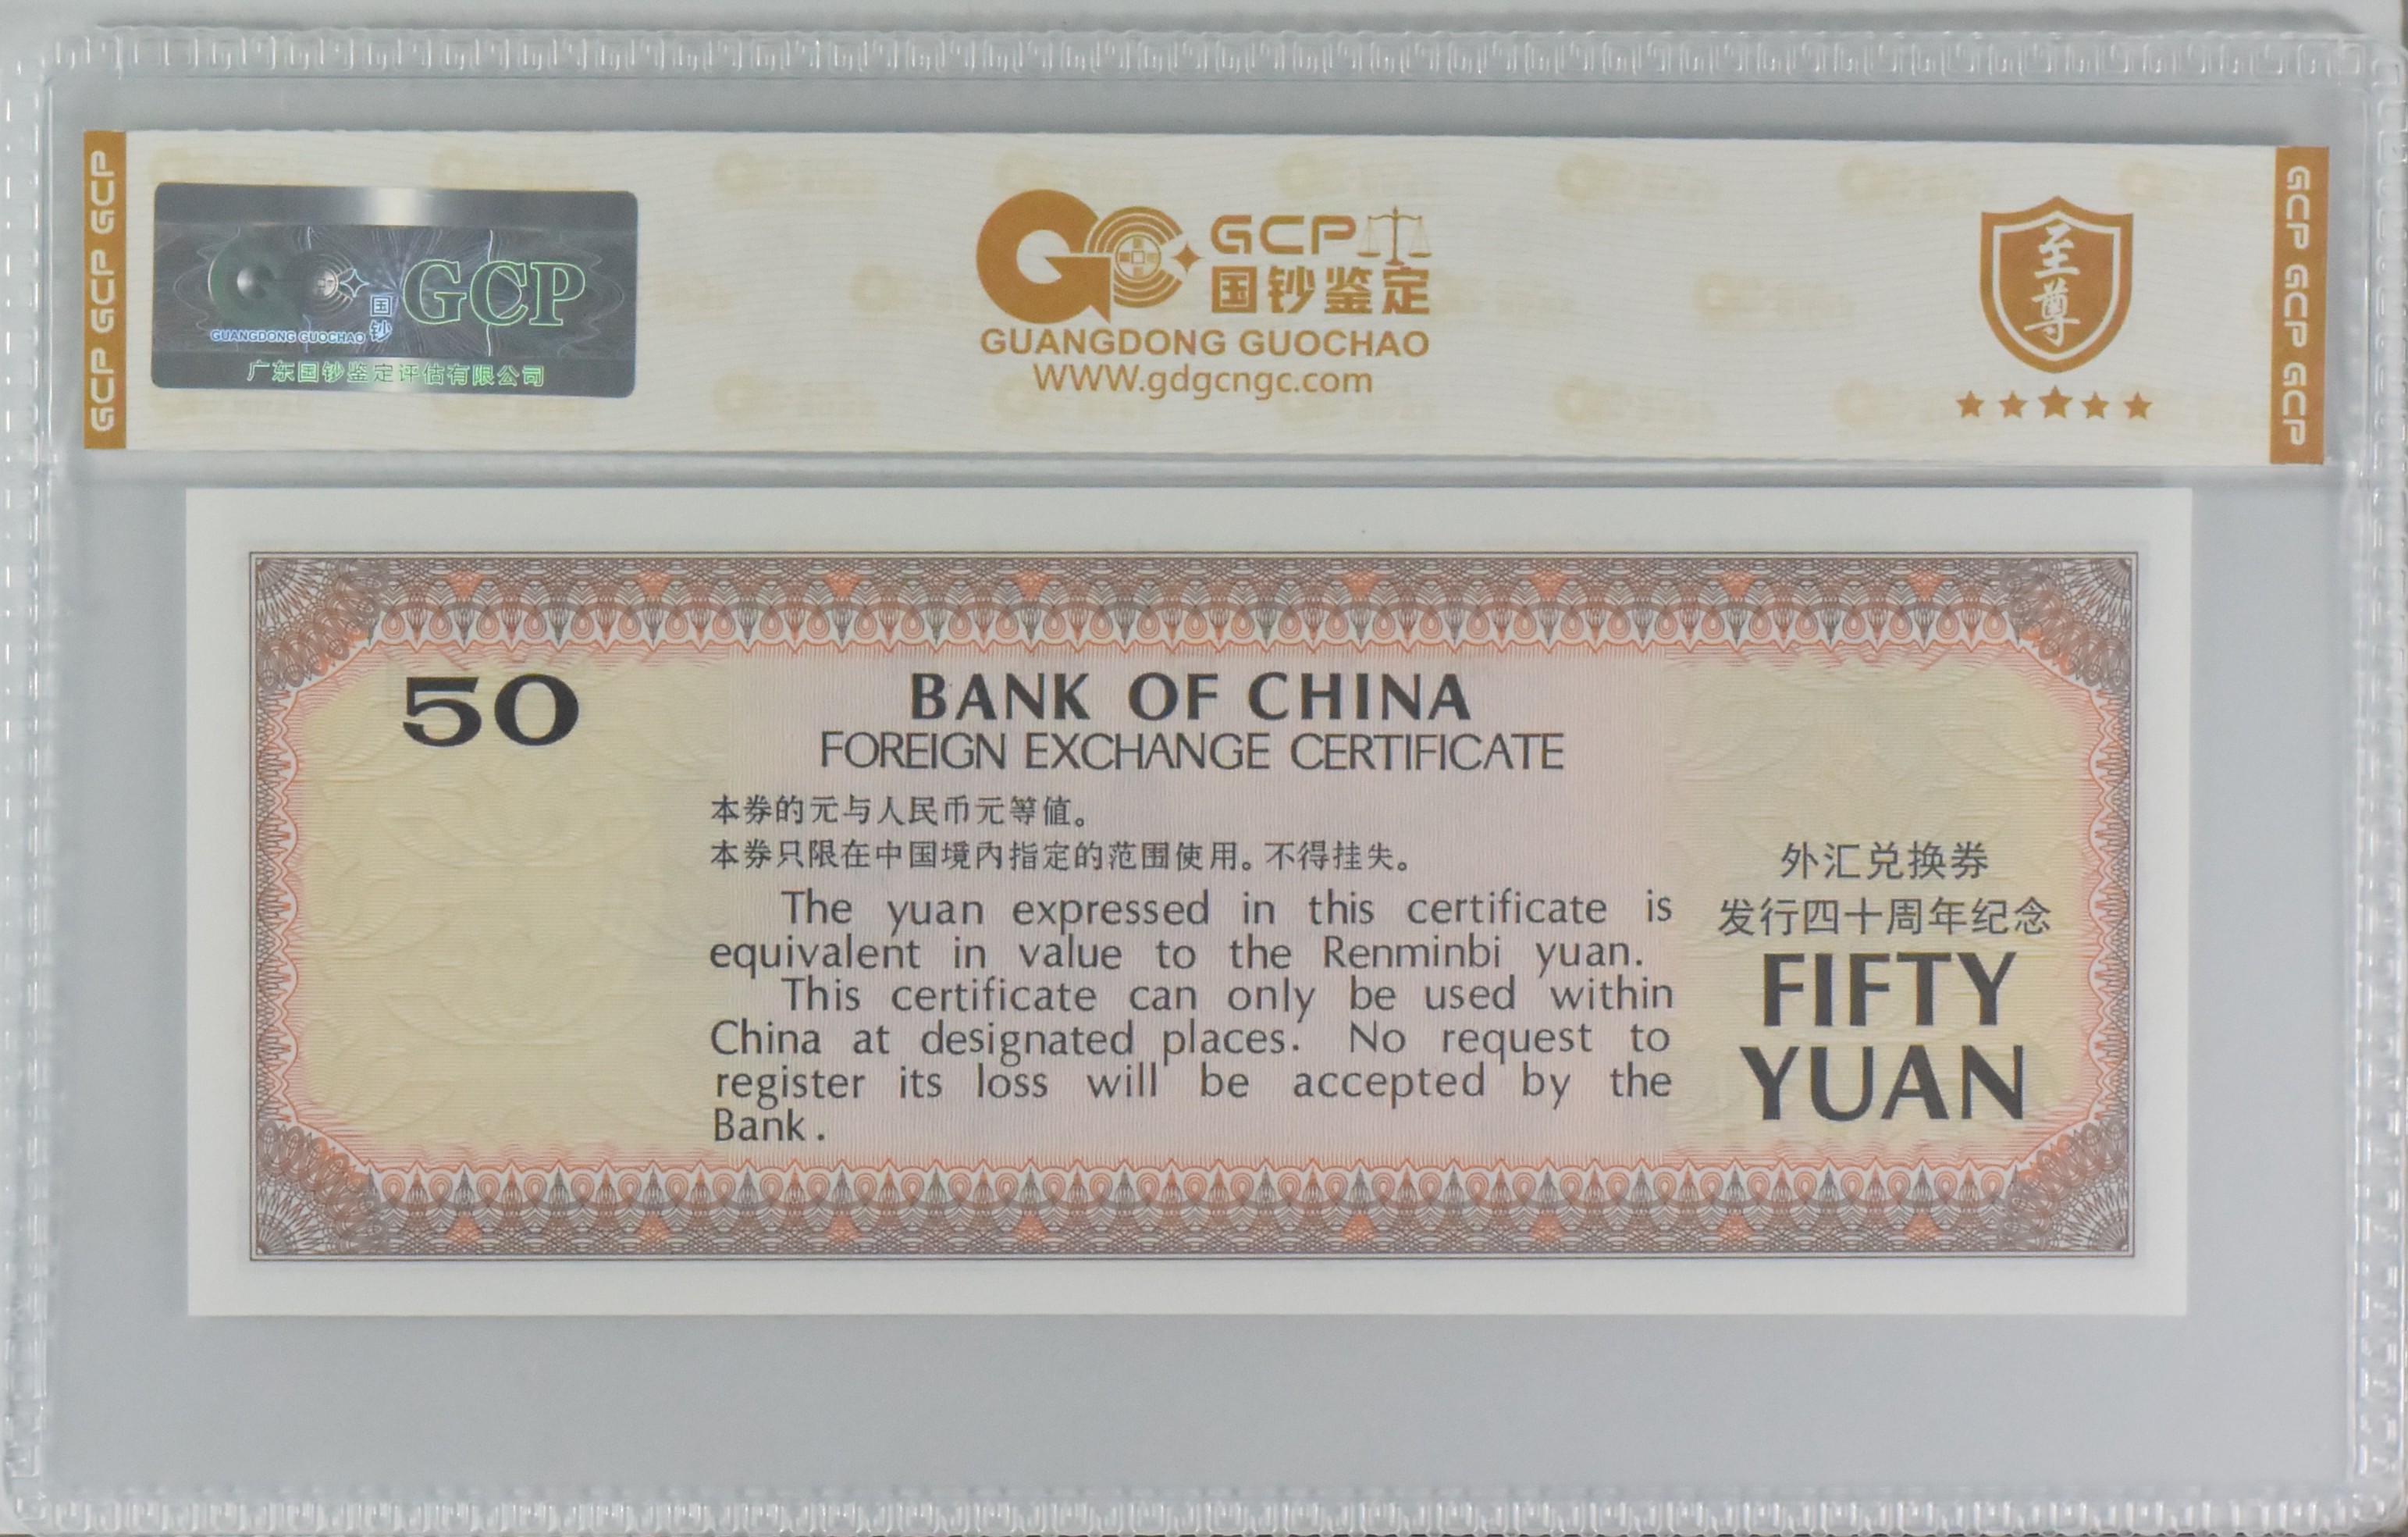 GCP GCP GCP
国钞
GCP
GUANGDONG GUOCHAO
广东国钞鉴定评估有限公司
GCP
国钞鉴定
GUANGDONG GUOCHAO
WWW.gdgcngc.com
至尊
GCP GCP GCP
50
BANK OF CHINA
FOREIGN EXCHANGE CERTIFICATE
本券的元与人民币元等值。
本券只限在中国境内指定的范围使用。不得挂失。
The yuan expressed in this certificate is
equivalent in value to the Renminbi yuan.
This certificate can only be used within
China at designated places. No request to
register its loss will be accepted by the
Bank.
外汇兑换券
发行四十周年纪念
FIFTY
YUAN